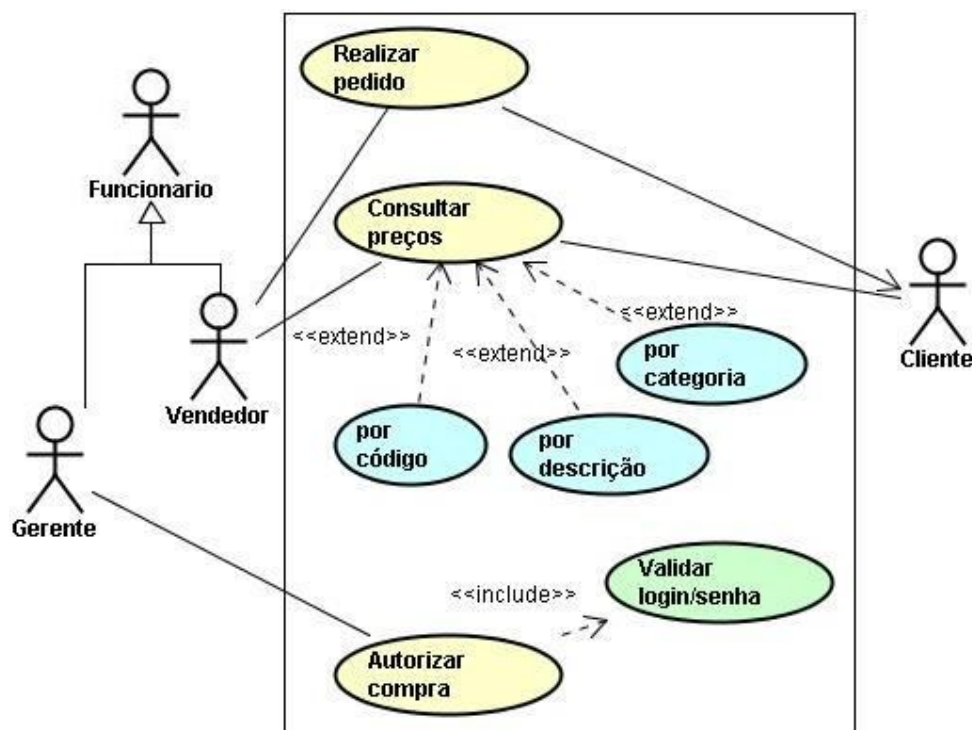 Realizar
pedido
Funcionario
Consultar
preços
<<extend>>
<<extend>>
<<extend>>
por
categoria
Cliente
Vendedor
por
código
por
descrição
Gerente
Validar
login/senha
<<include>>
Autorizar
compra